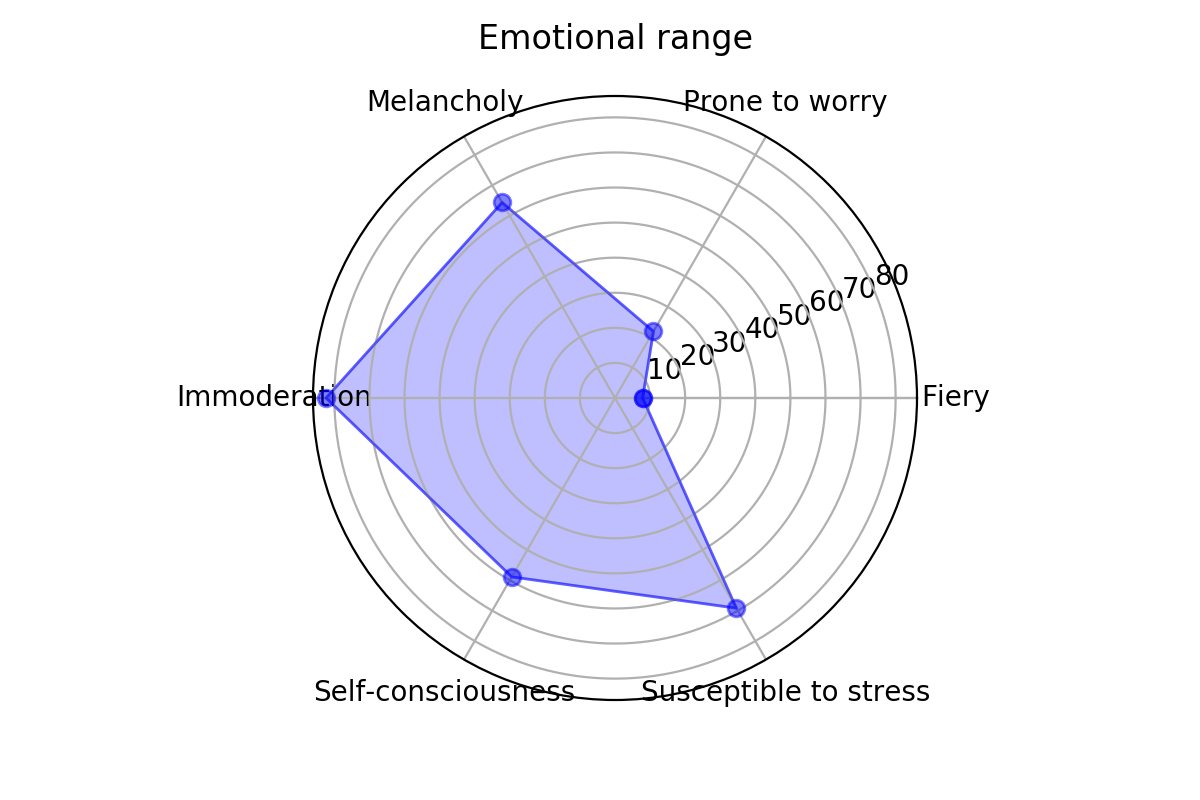 Emotional range
Melancholy
Prone to worry
80
70
60
50
40
30
20
10
Immoderation
Fiery
Self-consciousness
Susceptible to stress